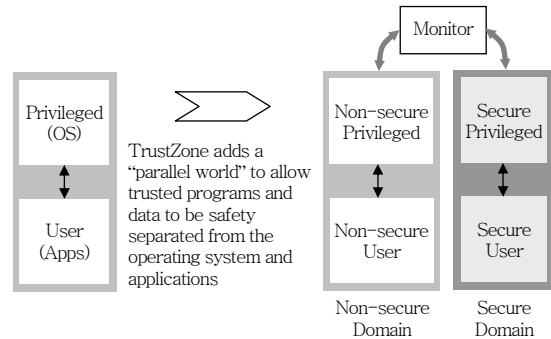 Monitor
Privileged
(OS)
User
(Apps)
TrustZone adds a
“parallel world” to allow
trusted programs and
data to be safety
separated from the
operating system and
applications
Non-secure
Privileged
Non-secure
User
Non-secure
Domain
Secure
Privileged
Secure
User
Secure
Domain